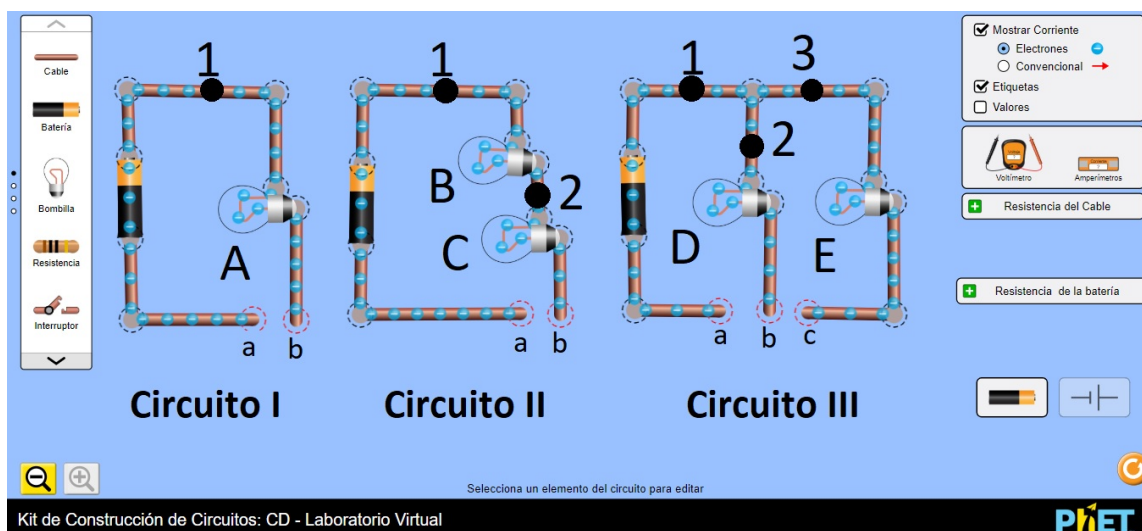 Cable
Batería
Bombilla
Resistencia
Interruptor
1
A
a
b
Circuito I
1
B
2
C
a
b
Circuito II
1
3
2
D
E
a
b
c
Circuito III
Mostrar Corriente
Electrones
Convencional
Etiquetas
Valores
Voltímetro
Amperímetros
Resistencia del Cable
Resistencia de la batería
Selecciona un elemento del circuito para editar
Kit de Construcción de Circuitos: CD - Laboratorio Virtual
PhET